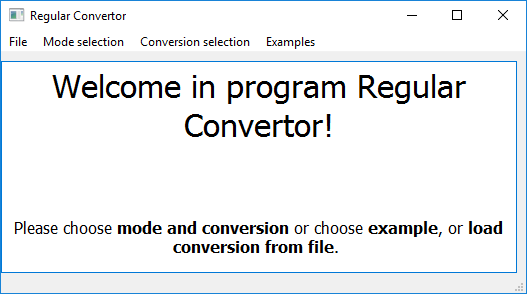 Regular Convertor
File Mode selection Conversion selection Examples
Welcome in program Regular
Convertor!
Please choose mode and conversion or choose example, or load
conversion from file.